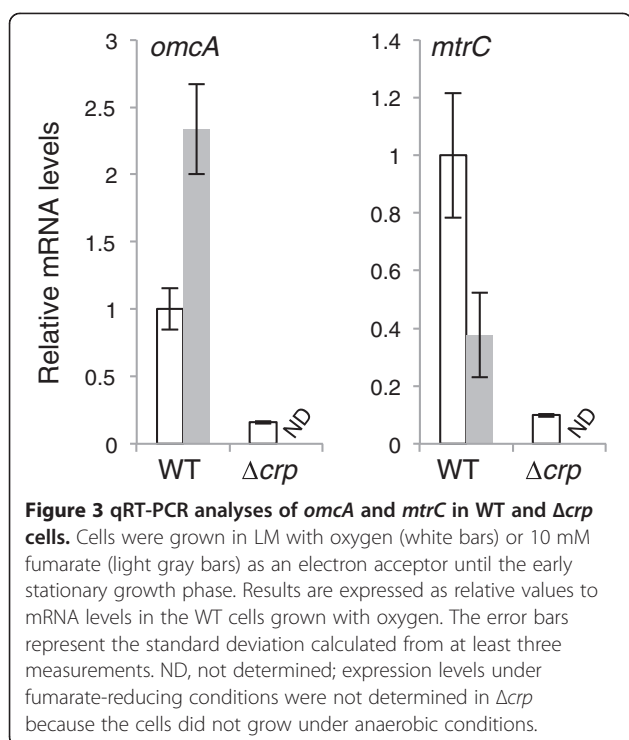 omcA
mtrC
Relative mRNA levels
3
2.5
2
1.5
1
0.5
0
WT
Δcrp
ND
1.4
1.2
1
0.8
0.6
0.4
0.2
0
WT
Δcrp
ND
Figure 3 qRT-PCR analyses of omcA and mtrC in WT and Δcrp
cells. Cells were grown in LM with oxygen (white bars) or 10 mM
fumarate (light gray bars) as an electron acceptor until the early
stationary growth phase. Results are expressed as relative values to
mRNA levels in the WT cells grown with oxygen. The error bars
represent the standard deviation calculated from at least three
measurements. ND, not determined; expression levels under
fumarate-reducing conditions were not determined in Δcrp
because the cells did not grow under anaerobic conditions.